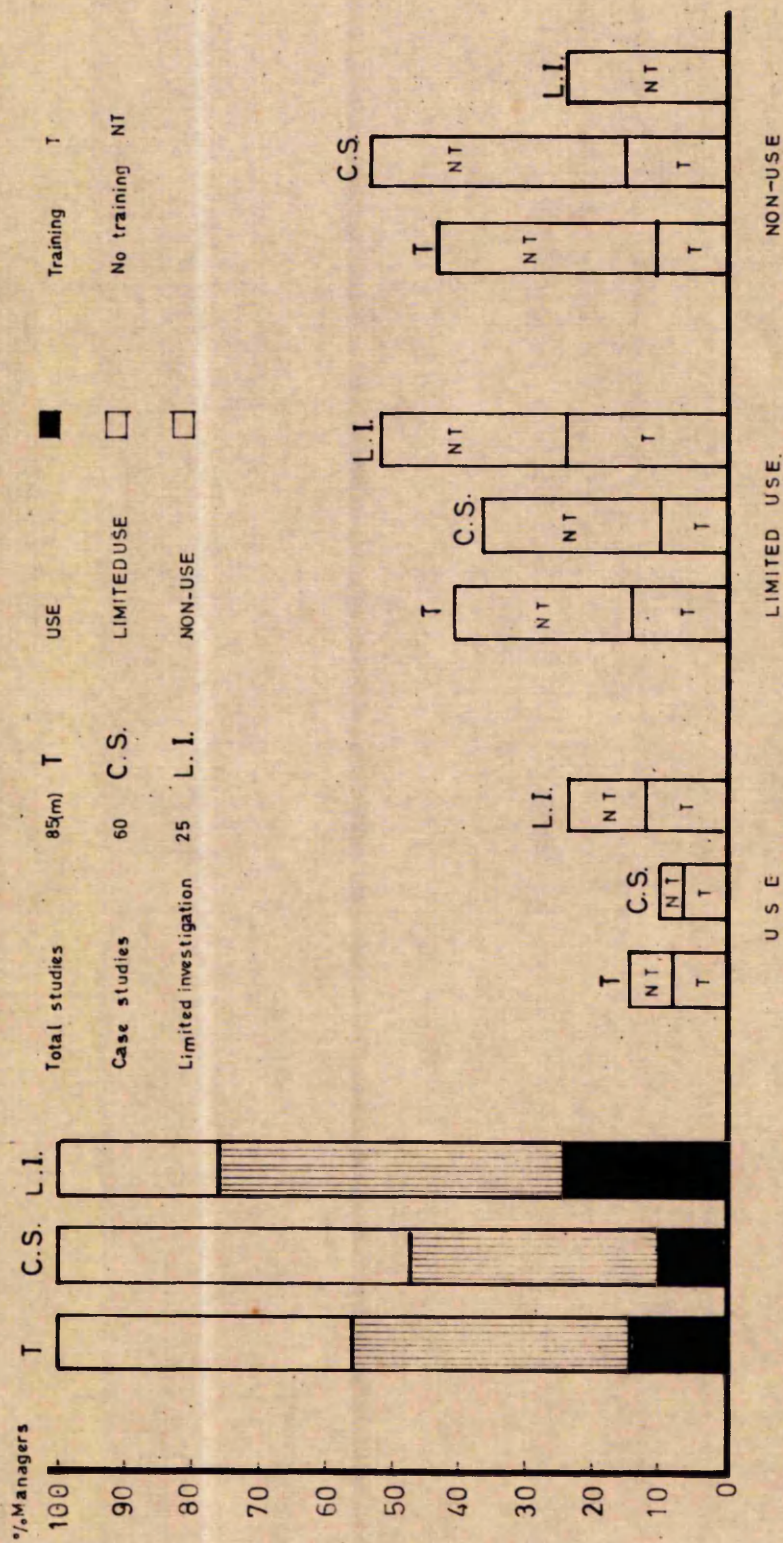 %Managers
100
90
80
70
60
50
40
30
20
10
0
T C.S. L.I.
Total studies 85(m) T USE Training T
Case studies 60 C.S. LIMITED USE No training NT
Limited investigation 25 L.I. NON-USE
T C.S. L.I.
NT NT NT
T T T
USE
T C.S. L.I.
NT NT NT
T T T
LIMITED USE.
T C.S. L.I.
NT NT NT
T T
NON-USE